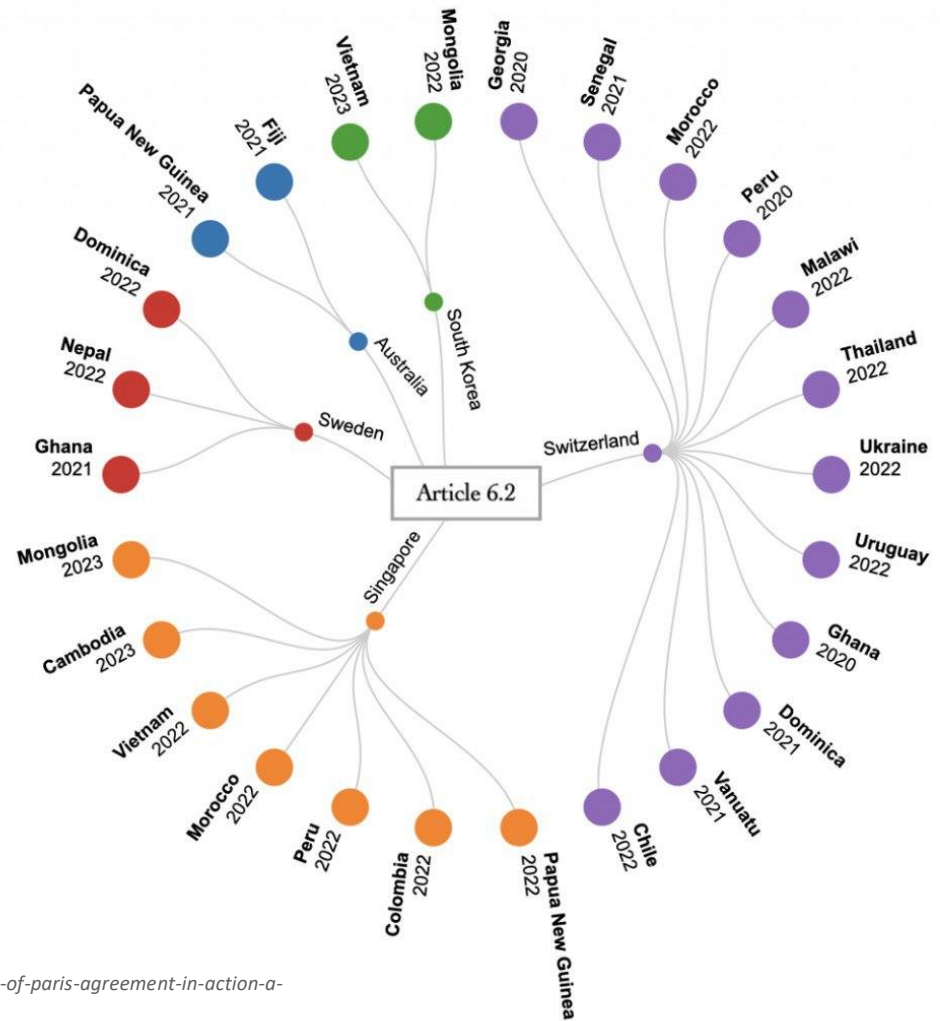 Georgia
2020
Senegal
2021
Morocco
2022
Peru
2020
Malawi
2022
Thailand
2022
Ukraine
2022
Uruguay
2022
Ghana
2020
Dominica
2021
Vanuatu
2021
Chile
2022
Switzerland
Mongolia
2022
Vietnam
2023
South Korea
Fiji
2021
Papua New Guinea
2021
Australia
Dominica
2022
Nepal
2022
Ghana
2021
Sweden
Article 6.2
Singapore
Mongolia
2023
Cambodia
2023
Vietnam
2022
Morocco
2022
Peru
2022
Colombia
2022
Papua New Guinea
2022
-of-paris-agreement-in-action-a-